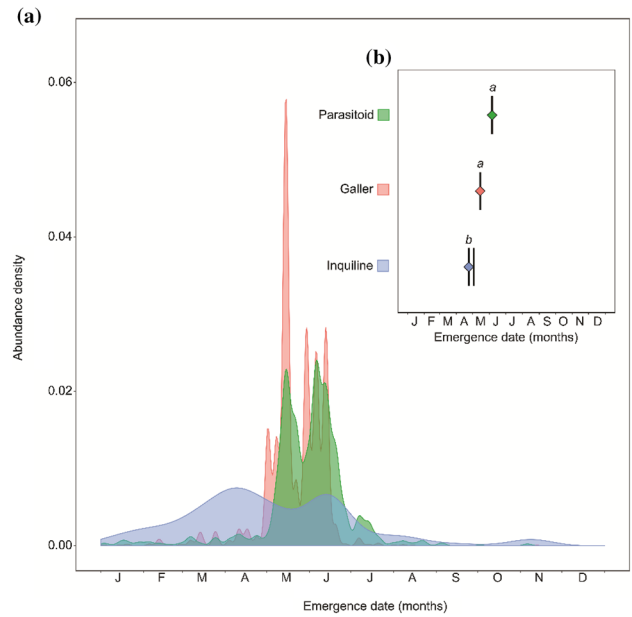 (a)
(b)
0.06
0.04
0.02
0.00
Abundance density
J F M A M J J A S O N D
Emergence date (months)
Parasitoid
Galler
Inquiline
a
a
b
J F M A M J J A S O N D
Emergence date (months)